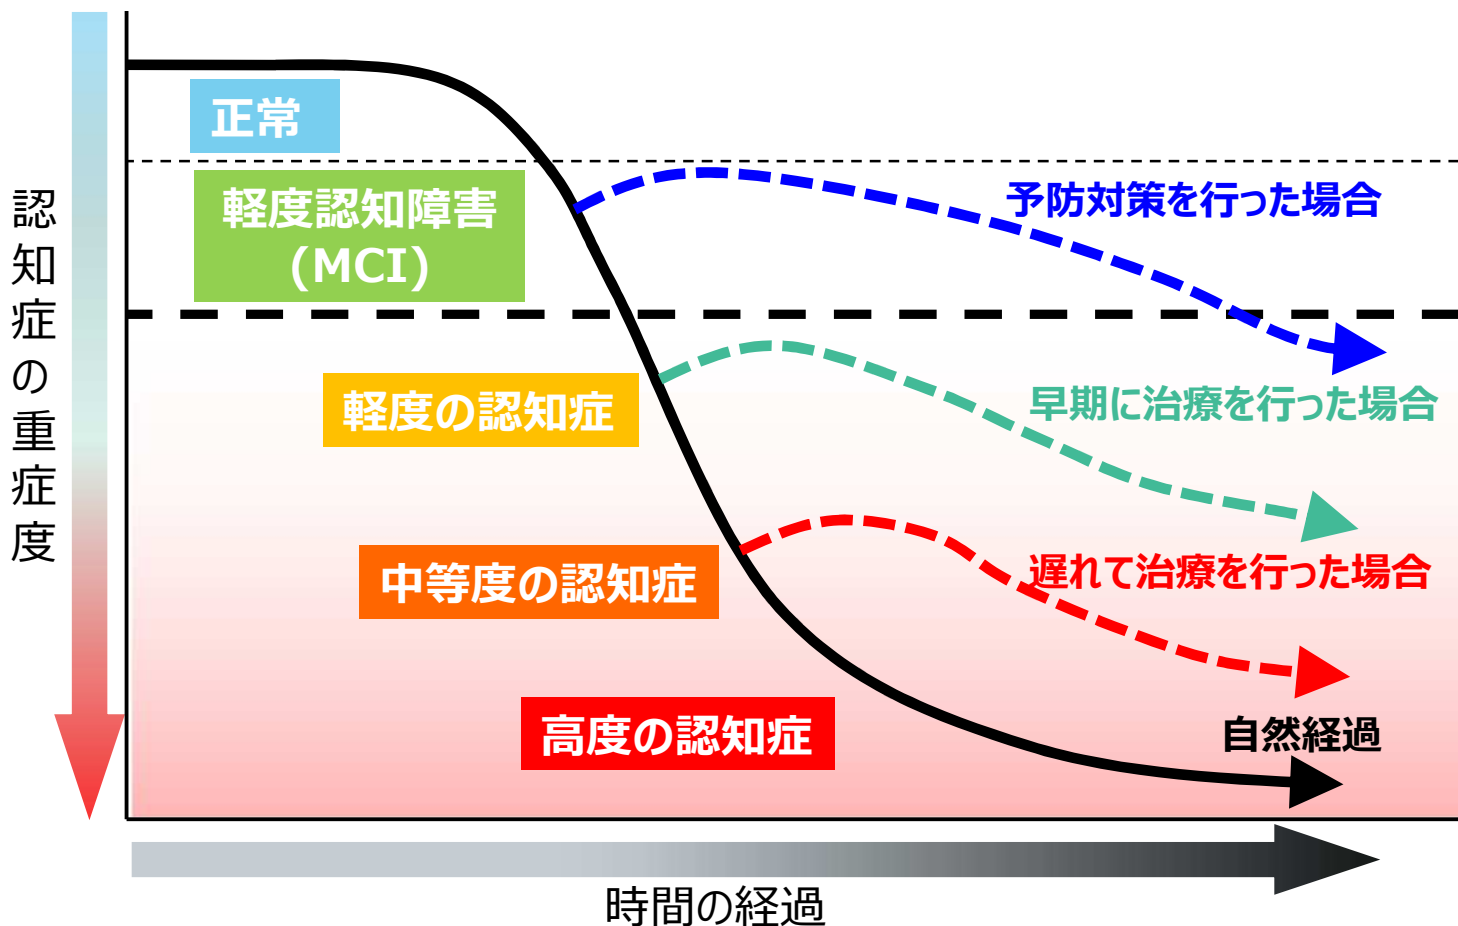 認知症の重症度
正常
軽度認知障害
(MCI)
予防対策を行った場合
軽度の認知症
早期に治療を行った場合
中等度の認知症
遅れて治療を行った場合
高度の認知症
自然経過
時間の経過